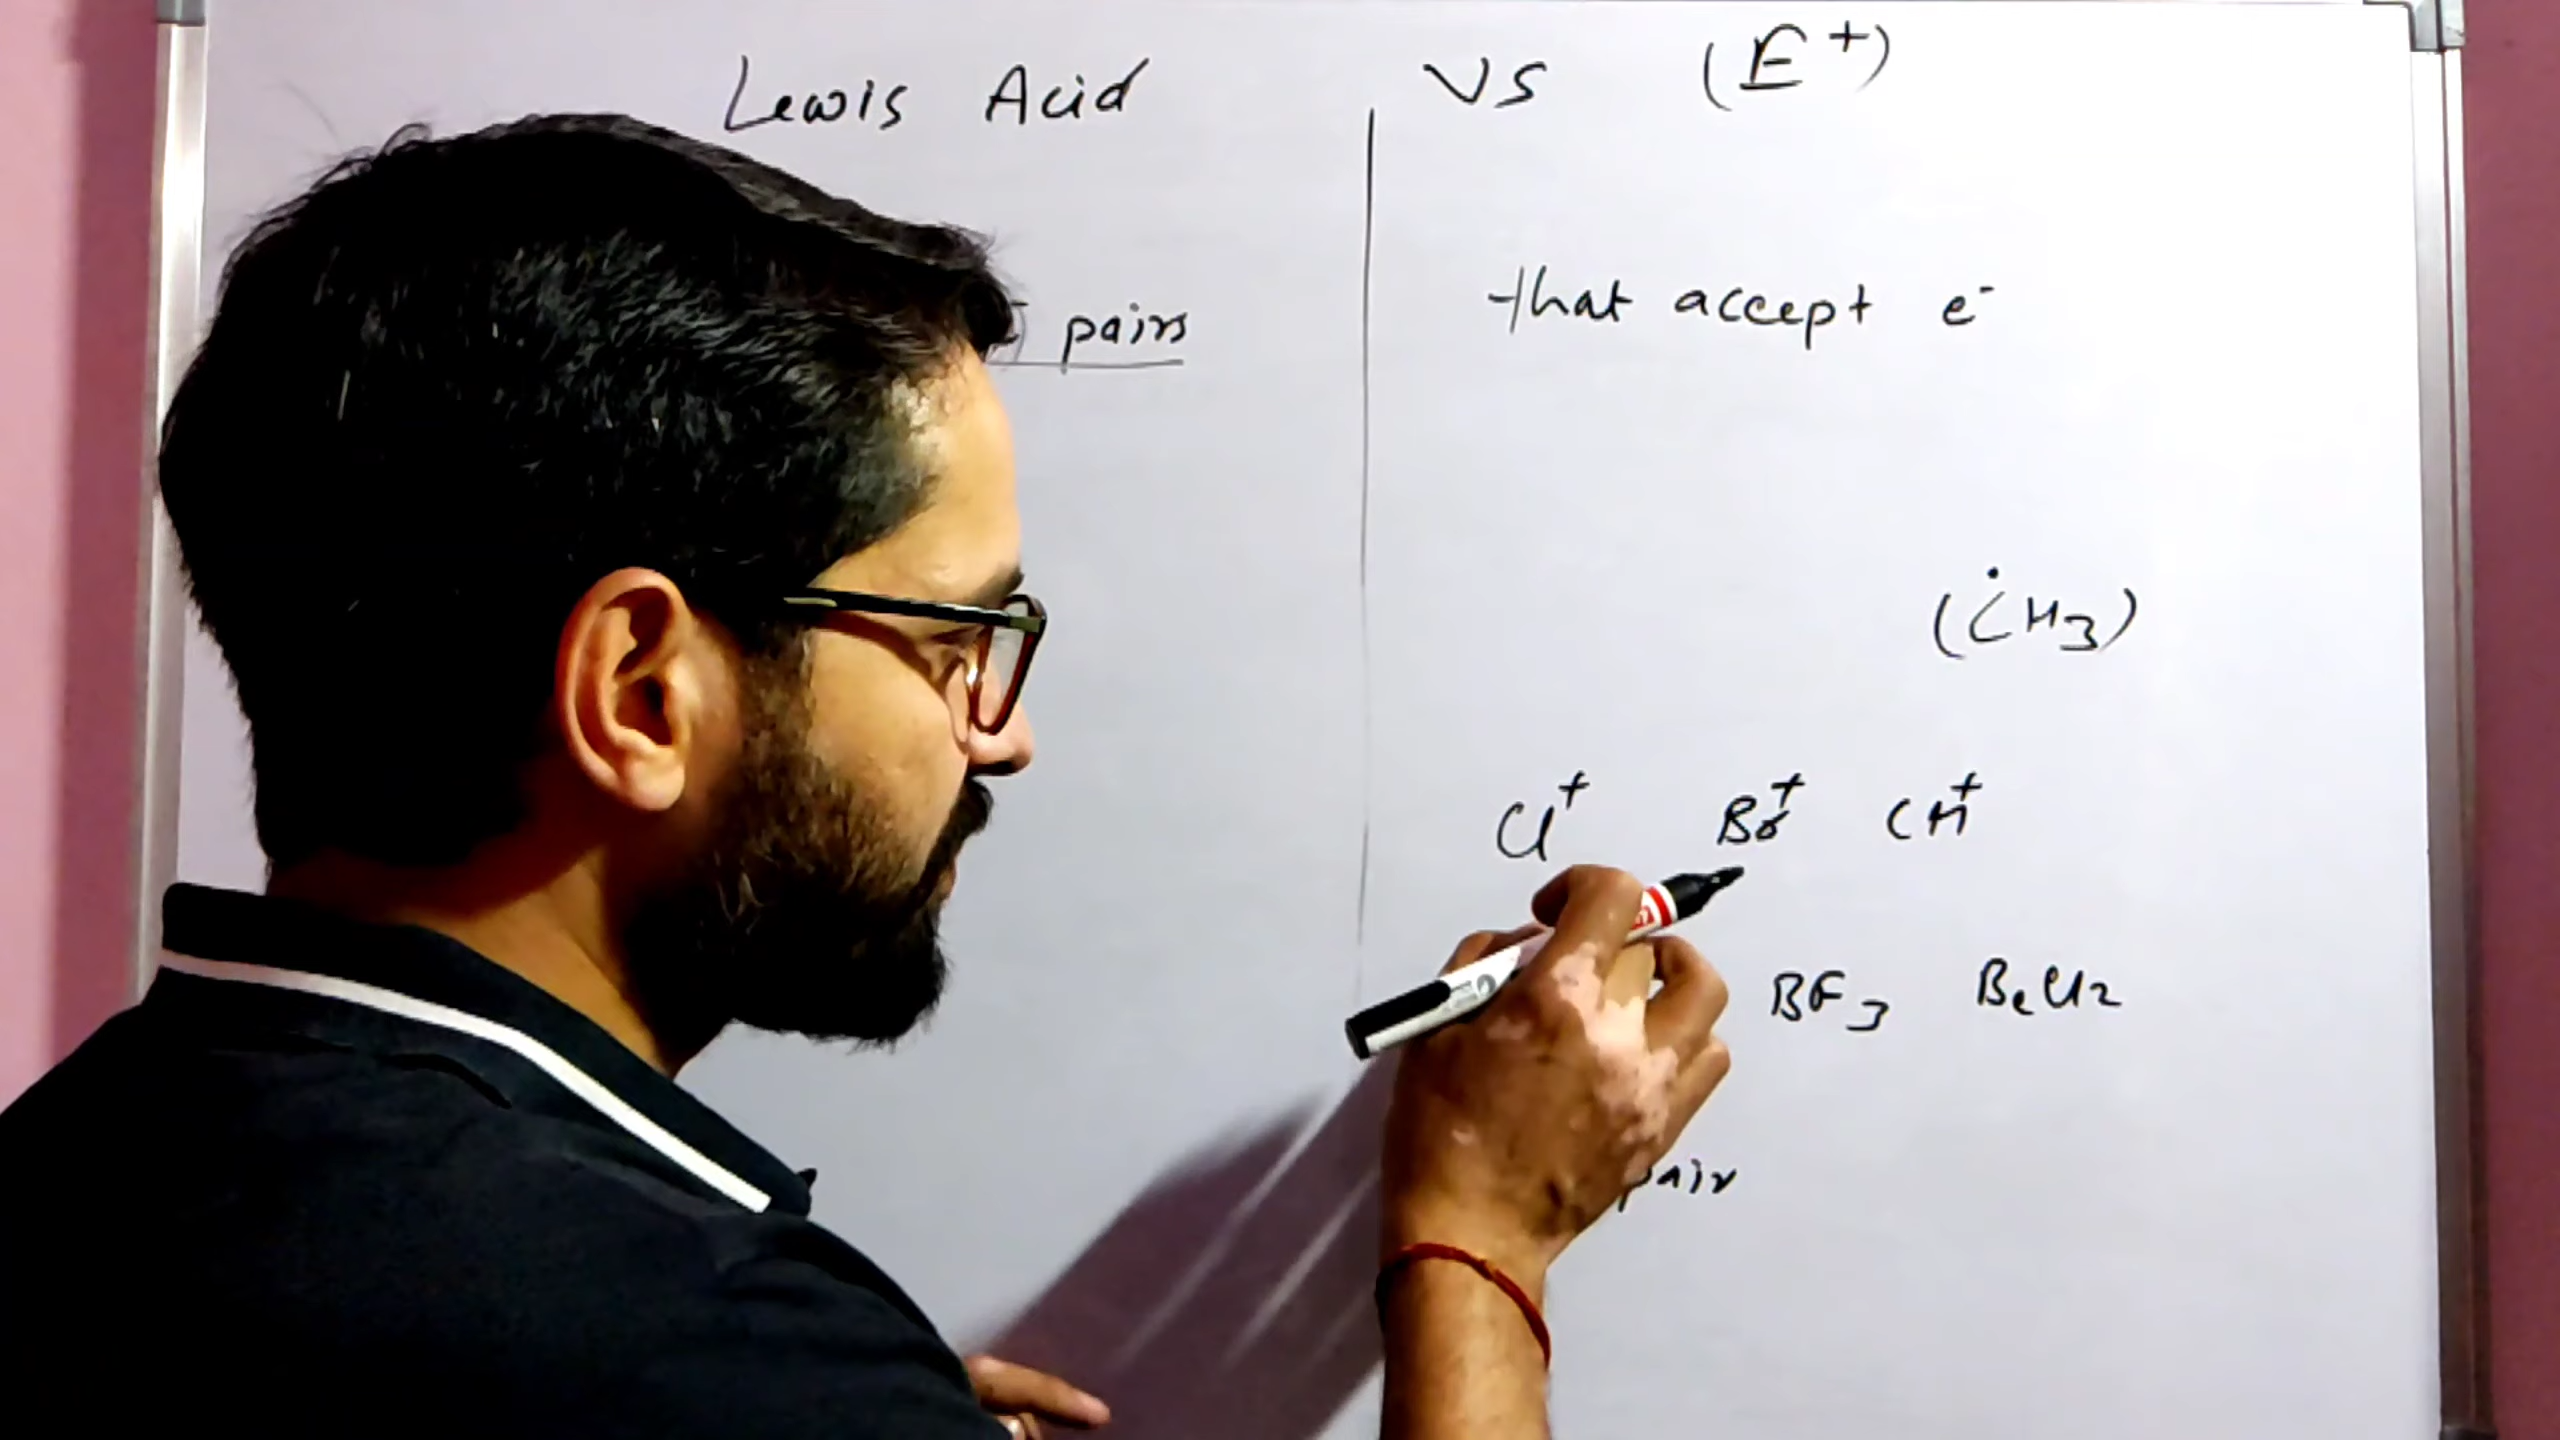 Lewis Acid VS (E⁺)
pairs
that accept e⁻
(ĊH₃)
Cl⁺ Br⁺ CH⁺
BF₃ BeCl₂
pair